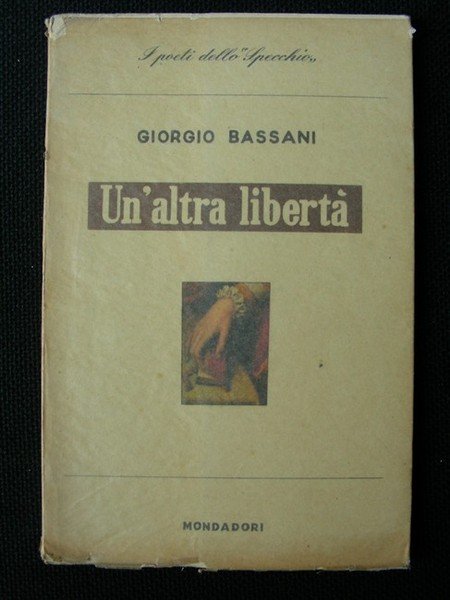 I poeti dello "Specchio„
GIORGIO BASSANI
Un'altra libertà
MONDADORI